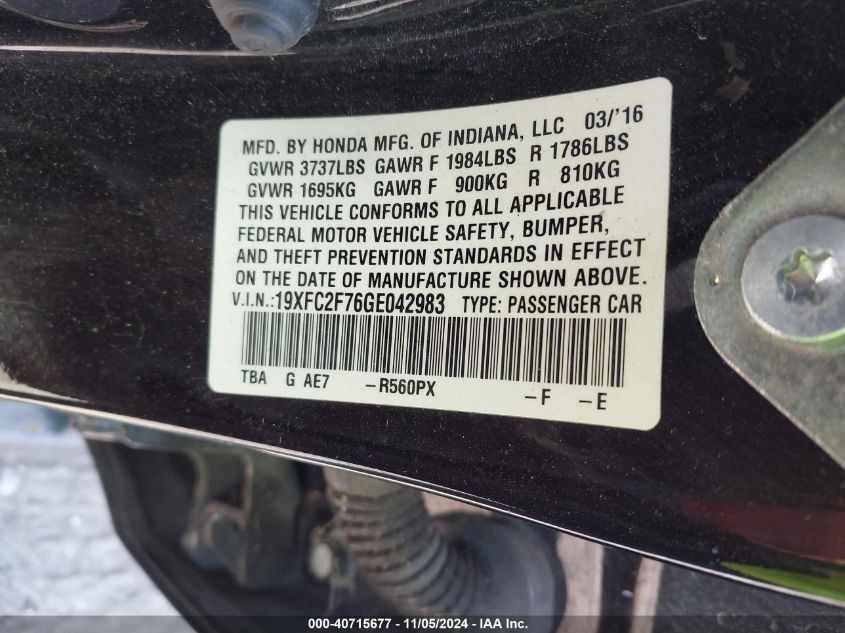 MFD. BY HONDA MFG. OF INDIANA, LLC 03/'16
GVWR 3737LBS GAWR F 1984LBS R 1786LBS
GVWR 1695KG GAWR F 900KG R 810KG
THIS VEHICLE CONFORMS TO ALL APPLICABLE
FEDERAL MOTOR VEHICLE SAFETY, BUMPER,
AND THEFT PREVENTION STANDARDS IN EFFECT
ON THE DATE OF MANUFACTURE SHOWN ABOVE.
V.I.N.:19XFC2F76GE042983 TYPE: PASSENGER CAR
TBA G AE7 -R560PX -F -E
000-40715677 - 11/05/2024 - IAA Inc.